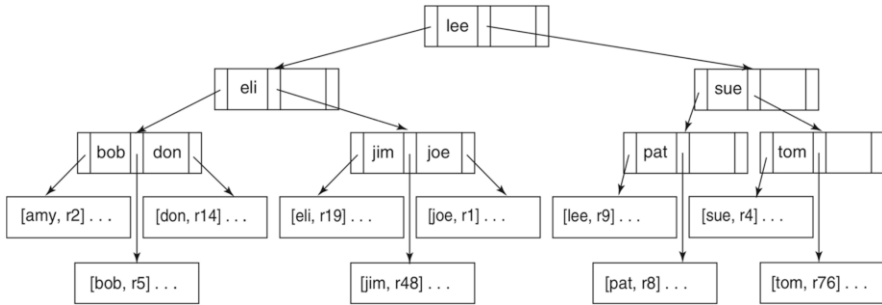 lee
eli
sue
bob don
jim joe
pat
tom
[amy, r2] . . .
[don, r14] . . .
[eli, r19] . . .
[joe, r1] . . .
[lee, r9] . . .
[sue, r4] . . .
[bob, r5] . . .
[jim, r48] . . .
[pat, r8] . . .
[tom, r76] . . .